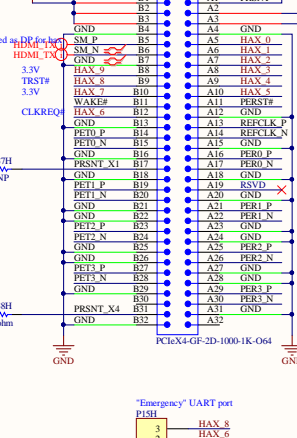 B2 A2
B3 A3
GND B4 A4 GND
ed as DP for ha SM_P B5 A5 HAX_0
HDMI_TX SM_N B6 A6 HAX_1
HDMI_TX GND B7 A7 HAX_2
3.3V HAX_9 B8 A8 HAX_3
TRST# HAX_8 B9 A9 HAX_4
3.3V HAX_7 B10 A10 HAX_5
WAKE# B11 A11 PERST#
CLKREQ# HAX_6 B12 A12 GND
GND B13 A13 REFCLK_P
PET0_P B14 A14 REFCLK_N
PET0_N B15 A15 GND
GND B16 A16 PER0_P
37H PRSNT_X1 B17 A17 PER0_N
NP GND B18 A18 GND
PET1_P B19 A19 RSVD
PET1_N B20 A20 GND
GND B21 A21 PER1_P
GND B22 A22 PER1_N
PET2_P B23 A23 GND
PET2_N B24 A24 GND
GND B25 A25 PER2_P
GND B26 A26 PER2_N
PET3_P B27 A27 GND
PET3_N B28 A28 GND
GND B29 A29 PER3_P
B30 A30 PER3_N
38H PRSNT_X4 B31 A31 GND
ohm GND B32 A32
PCIeX4-GF-2D-1000-1K-O64
GND GND
"Emergency" UART port
P15H
3 HAX_8
HAX_6